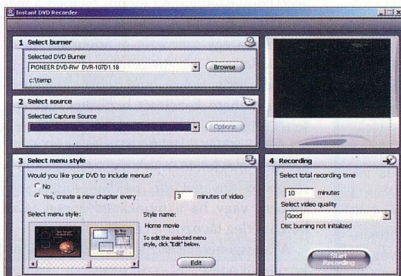 Instant DVD Recorder
1 Select burner
Selected DVD Burner
PIONEER DVD-RW DVR-107D1.18
Browse
c:\temp
2 Select source
Selected Capture Source
Options
3 Select menu style
Would you like your DVD to include menus?
No
Yes, create a new chapter every 3 minutes of video
Select menu style:
Style name:
Home movie
To edit the selected menu
style, click "Edit" below.
Edit
4 Recording
Select total recording time
10 minutes
Select video quality
Good
Disc burning not initialized
Start
Recording